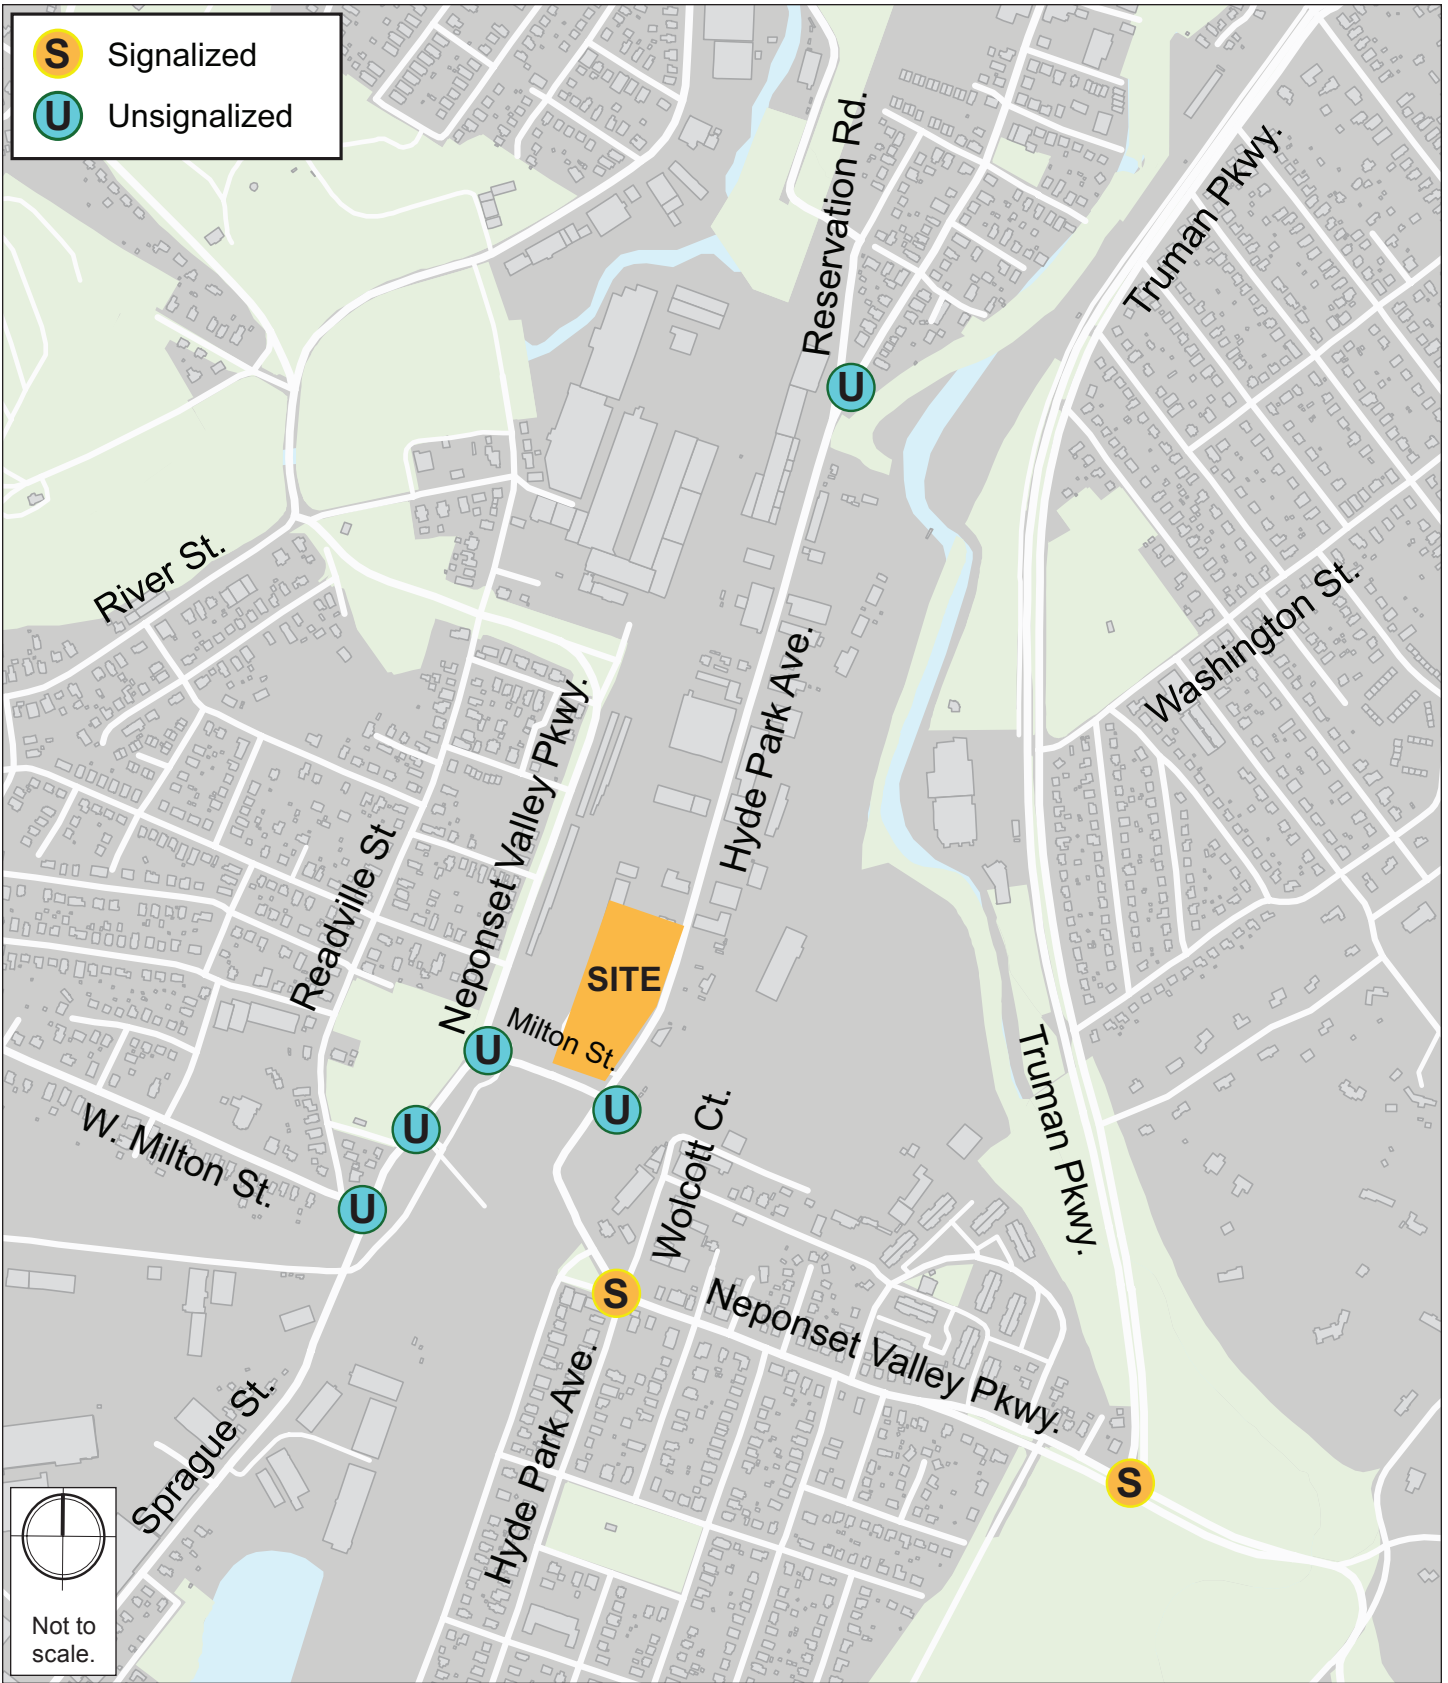 S Signalized
U Unsignalized
Reservation Rd.
Truman Pkwy.
U
River St.
Washington St.
Hyde Park Ave.
Neponset Valley Pkwy.
Readville St
SITE
Milton St.
U
U
U
U
W. Milton St.
Wolcott Ct.
Truman Pkwy.
S
Neponset Valley Pkwy.
Hyde Park Ave.
Sprague St.
S
Not to
scale.